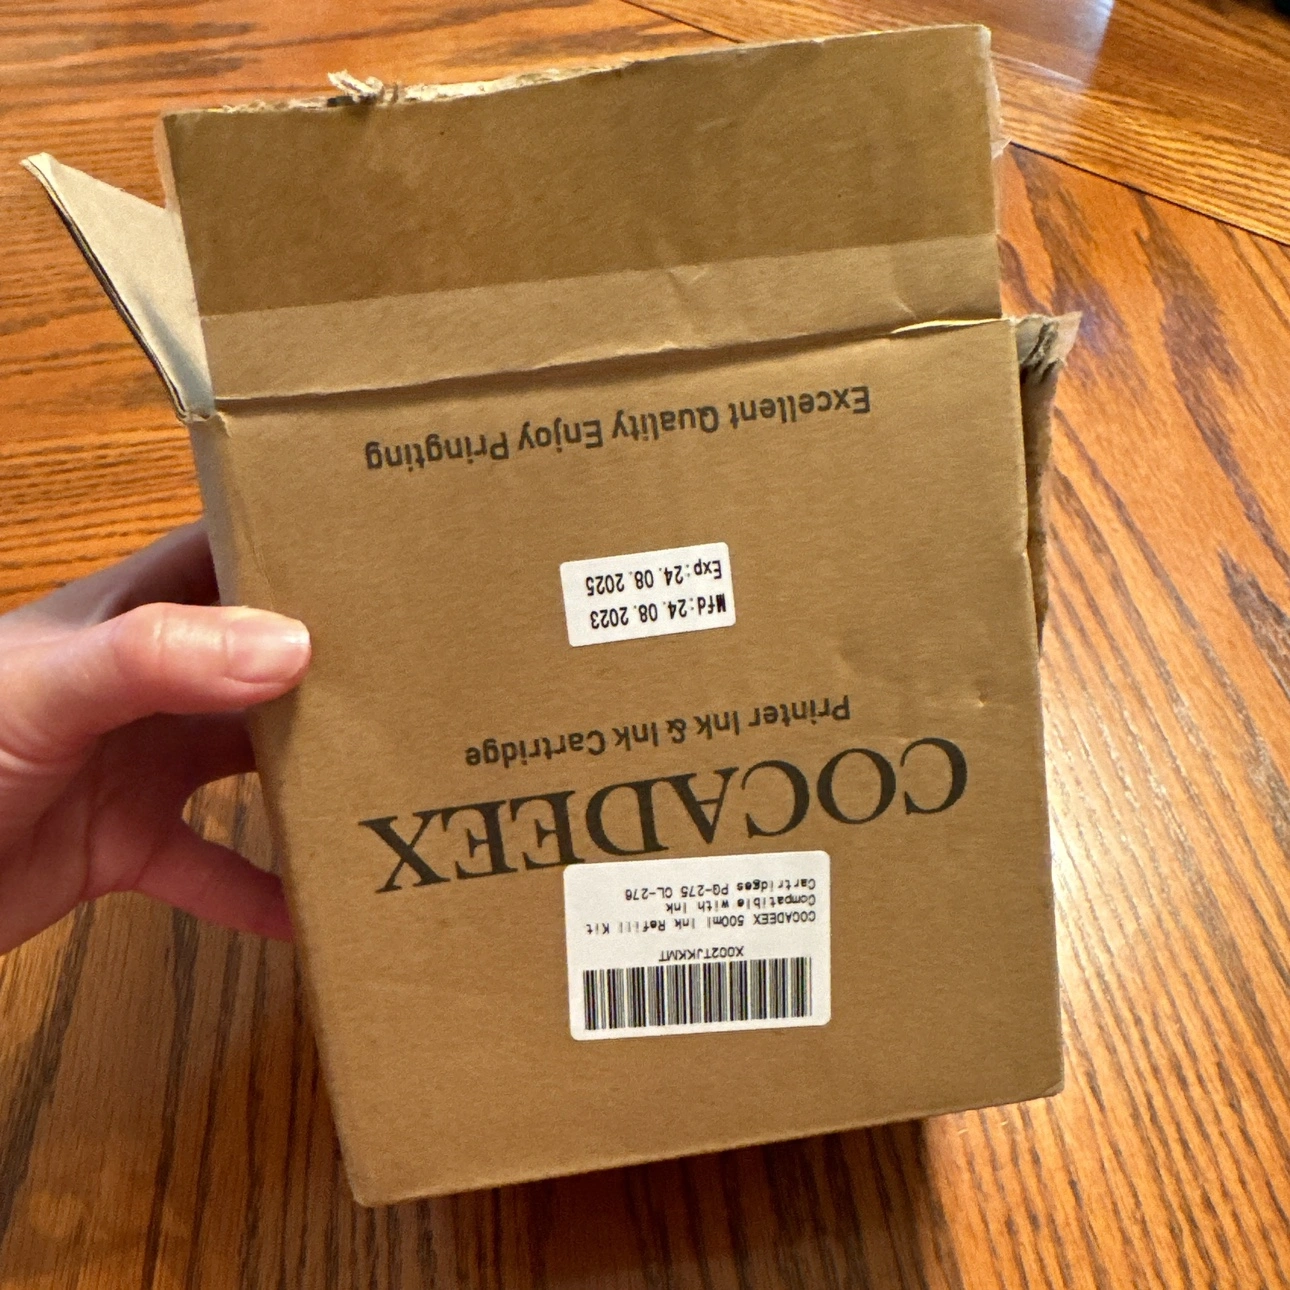 X002TJKKMT
COCADEEX 500ml Ink Refill Kit
Compatible with Ink
Cartridges PG-275 CL-276
COCADEEX
Printer Ink & Ink Cartridge
Mfd:24.08.2023
Exp:24.08.2025
Excellent Quality Enjoy Pringting